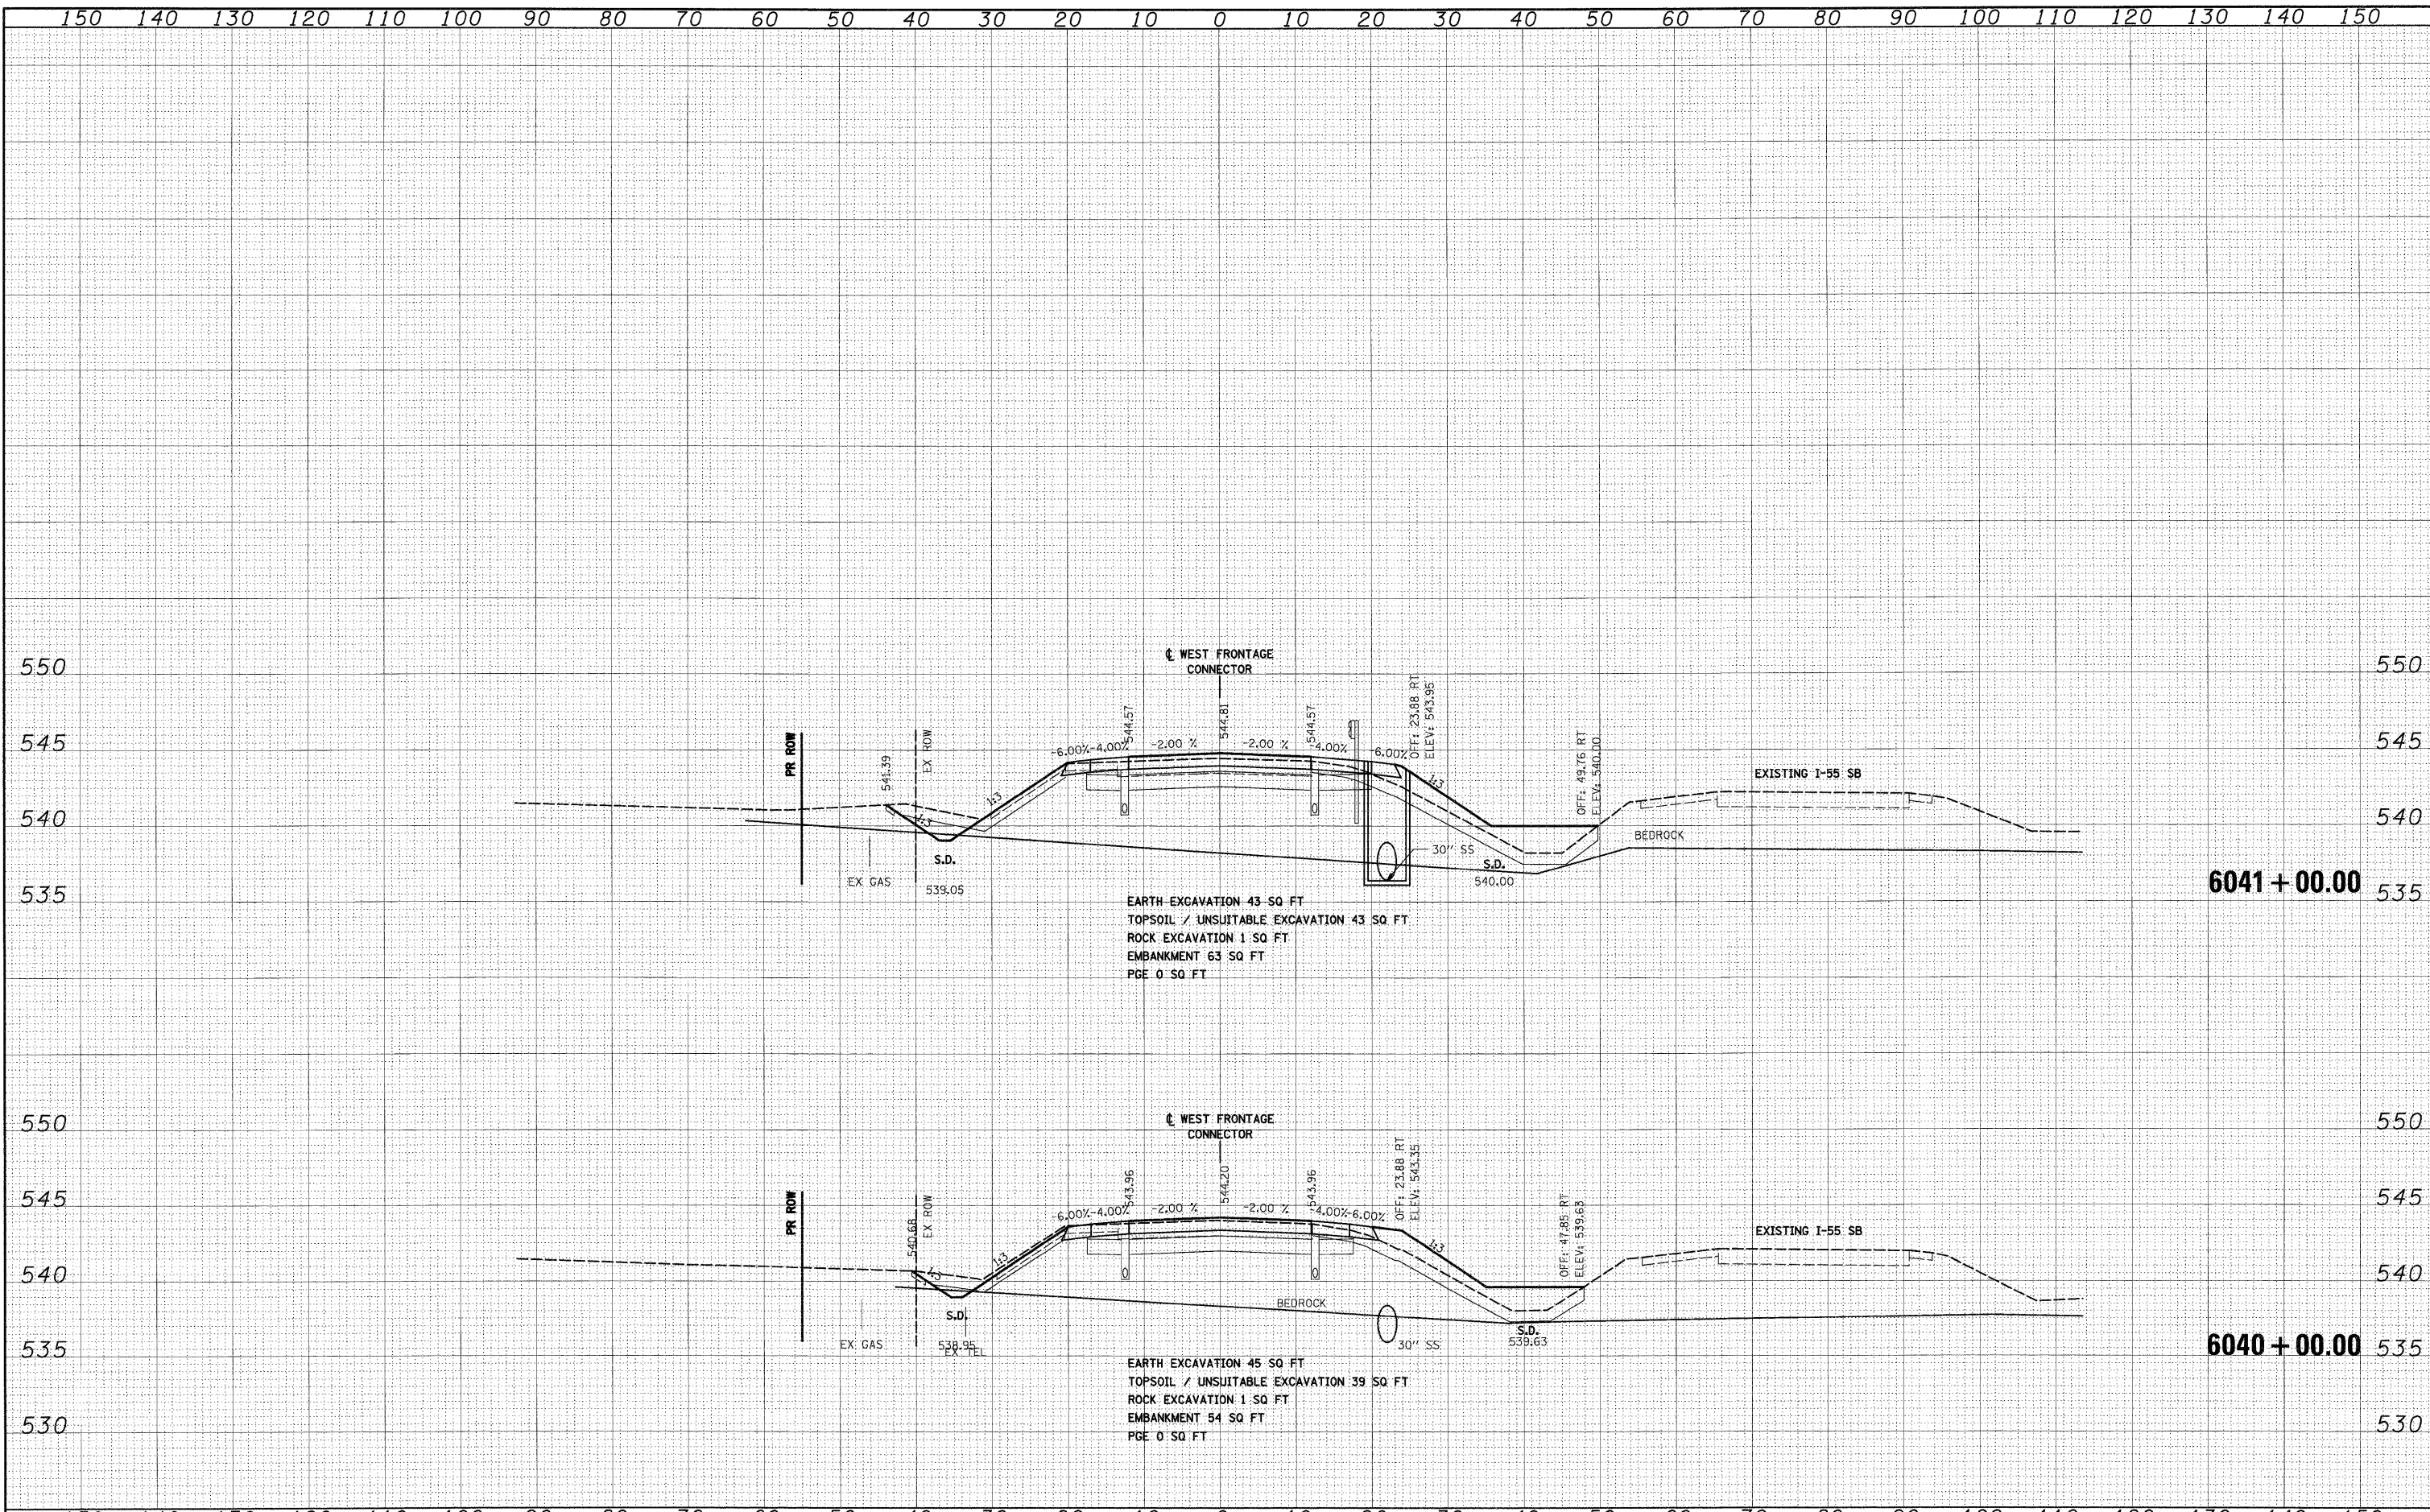 150 140 130 120 110 100 90 80 70 60 50 40 30 20 10 0 10 20 30 40 50 60 70 80 90 100 110 120 130 140 150
550 550
℄ WEST FRONTAGE
CONNECTOR
545 545
PR ROW
541.39
EX ROW
-6.00%
-4.00%
544.57
-2.00 %
544.81
-2.00 %
544.57
-4.00%
-6.00%
OFF: 23.88 RT
ELEV: 543.95
1:3
1:3
1:3
OFF: 49.76 RT
ELEV: 540.00
EXISTING I-55 SB
540 540
BEDROCK
30" SS
S.D.
S.D.
EX GAS
539.05
540.00
535 535
6041 + 00.00
EARTH EXCAVATION 43 SQ FT
TOPSOIL / UNSUITABLE EXCAVATION 43 SQ FT
ROCK EXCAVATION 1 SQ FT
EMBANKMENT 63 SQ FT
PGE 0 SQ FT
550 550
℄ WEST FRONTAGE
CONNECTOR
545 545
PR ROW
540.68
EX ROW
-6.00%
-4.00%
543.96
-2.00 %
544.20
-2.00 %
543.96
-4.00%
-6.00%
OFF: 23.88 RT
ELEV: 543.35
1:3
1:3
1:3
OFF: 47.85 RT
ELEV: 539.63
EXISTING I-55 SB
540 540
BEDROCK
S.D.
S.D.
EX GAS
538.95
EX TEL
30" SS
539.63
535 535
6040 + 00.00
EARTH EXCAVATION 45 SQ FT
TOPSOIL / UNSUITABLE EXCAVATION 39 SQ FT
ROCK EXCAVATION 1 SQ FT
EMBANKMENT 54 SQ FT
PGE 0 SQ FT
530 530